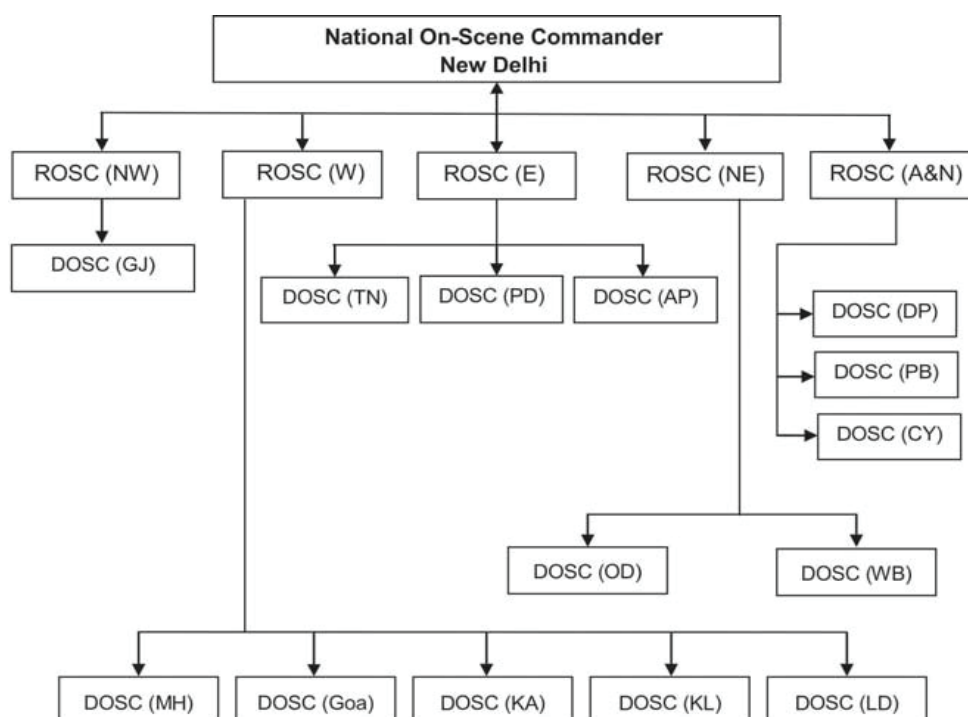 National On-Scene Commander
New Delhi
ROSC (NW)
ROSC (W)
ROSC (E)
ROSC (NE)
ROSC (A&N)
DOSC (GJ)
DOSC (TN)
DOSC (PD)
DOSC (AP)
DOSC (DP)
DOSC (PB)
DOSC (CY)
DOSC (OD)
DOSC (WB)
DOSC (MH)
DOSC (Goa)
DOSC (KA)
DOSC (KL)
DOSC (LD)